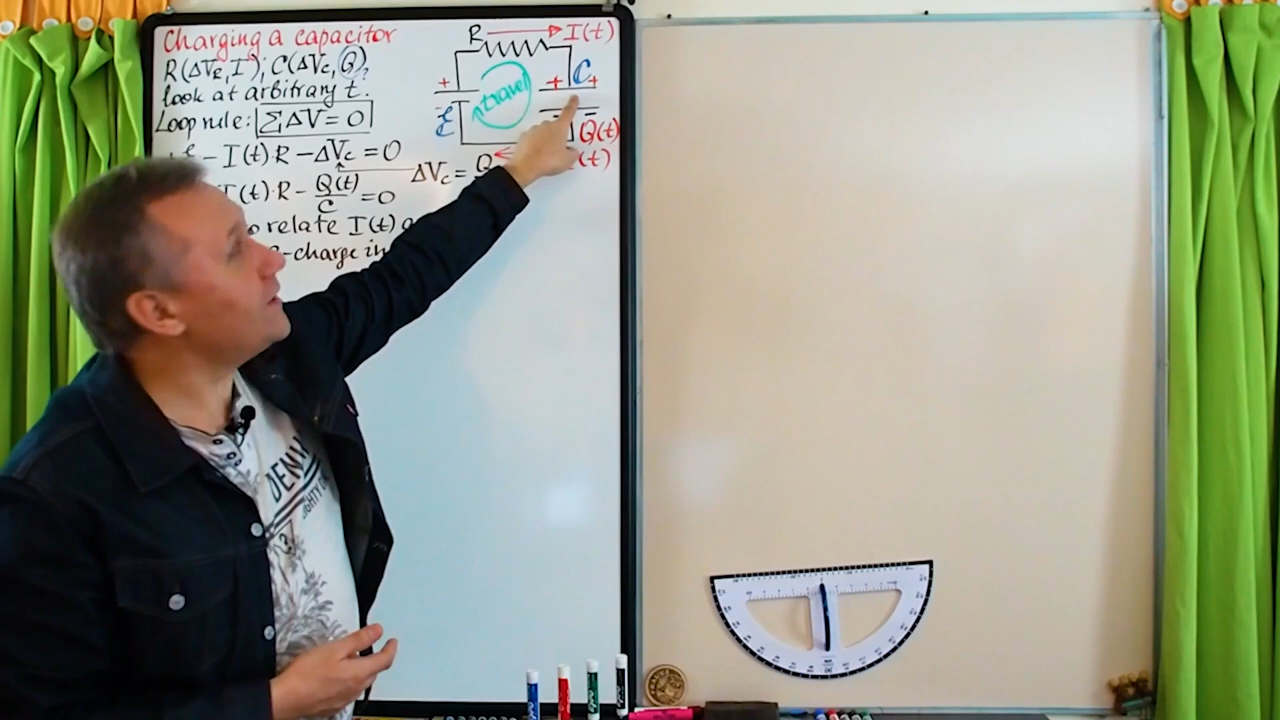 Charging a capacitor
R(ΔV_R, I); C(ΔV_C, Q)?
look at arbitrary t.
Loop rule: ΣΔV = 0
- I(t)·R - ΔV_C = 0
ΔV_C = Q
(t)·R - Q(t)/C = 0
relate I(t)
-charge in
R I(t)
+ + +
C
travel
ℰ
Q(t)
(t)
DENI